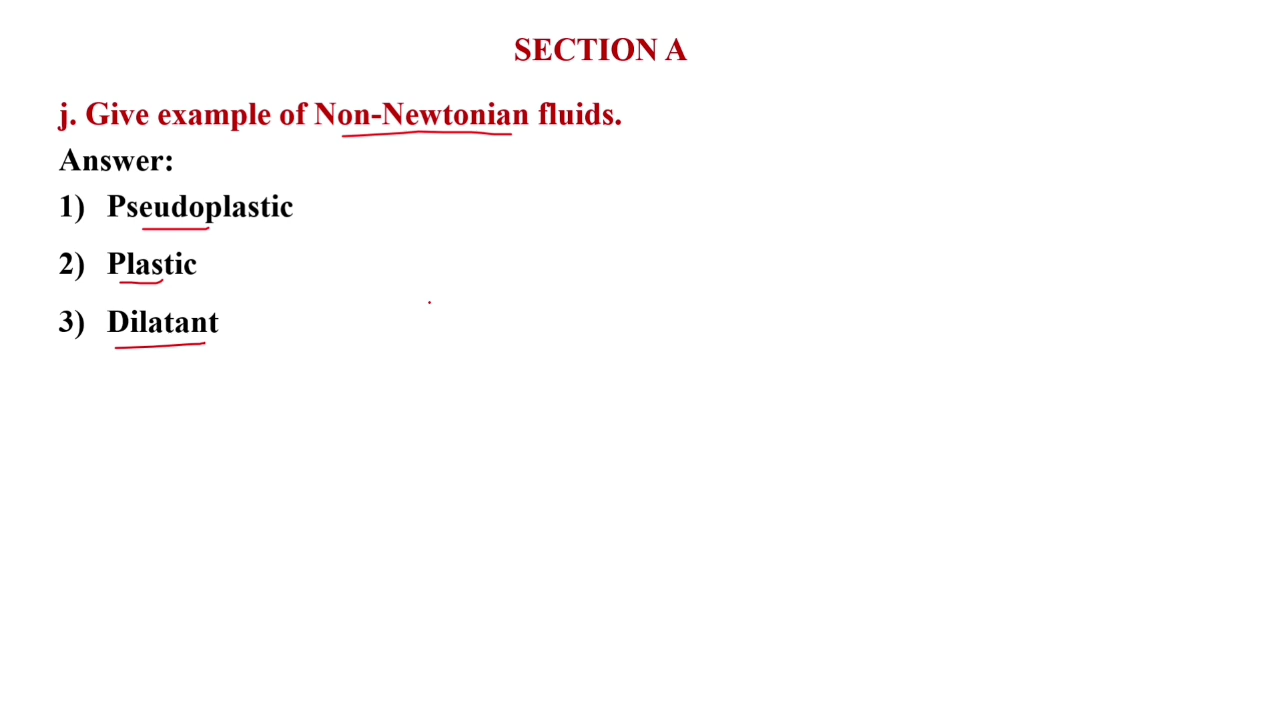 SECTION A
j. Give example of Non-Newtonian fluids.
Answer:
1) Pseudoplastic
2) Plastic
3) Dilatant